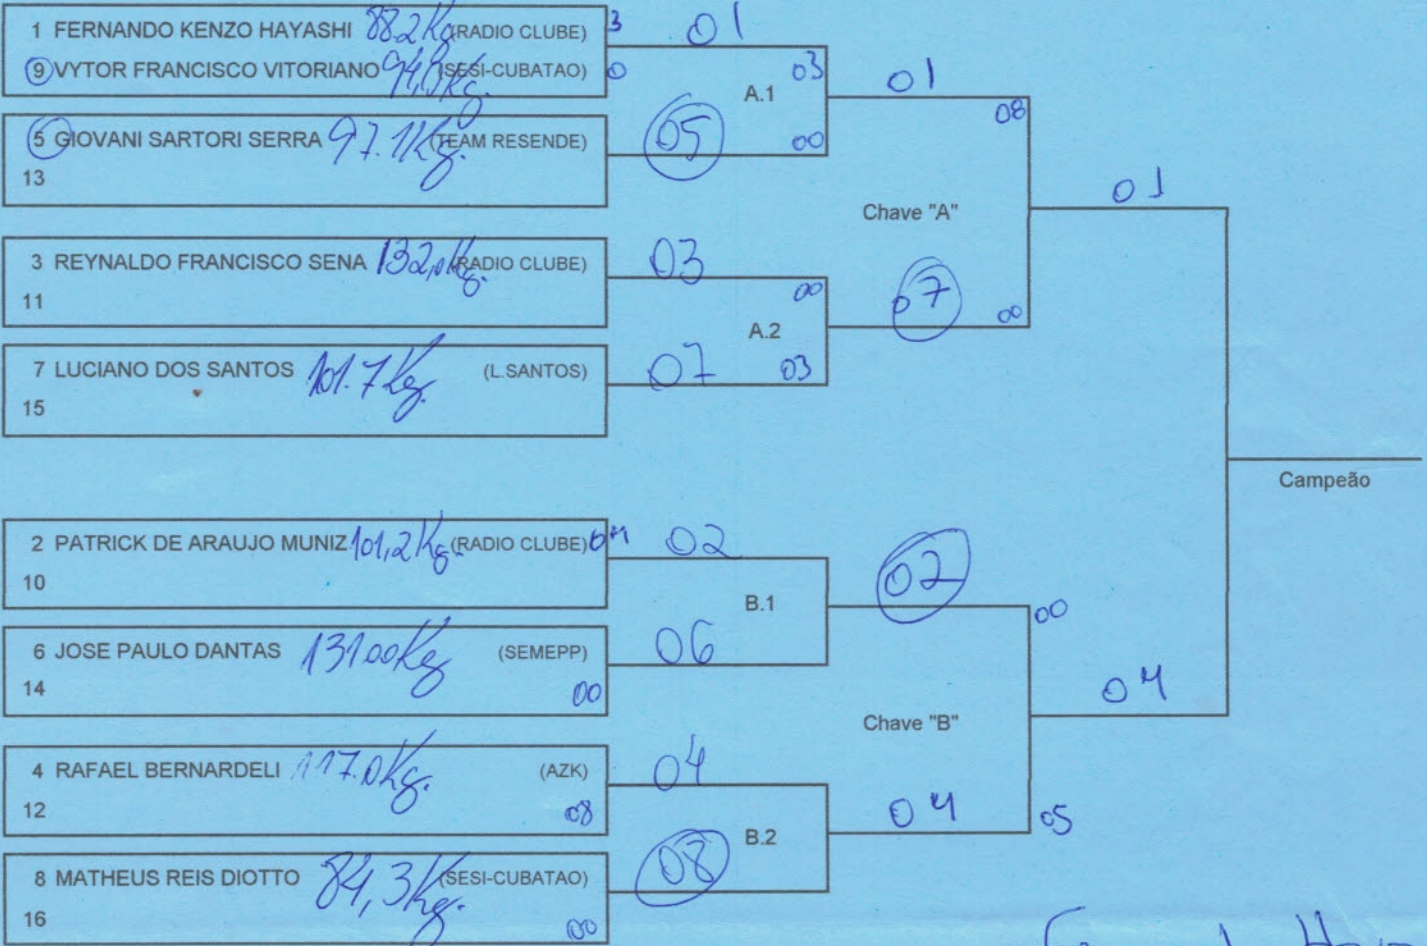 1 FERNANDO KENZO HAYASHI 88.2Kg (RADIO CLUBE) 3
9 VYTOR FRANCISCO VITORIANO (SESI-CUBATAO) 0
5 GIOVANI SARTORI SERRA 97.1Kg. (TEAM RESENDE)
13
3 REYNALDO FRANCISCO SENA 132,0Kg. (RADIO CLUBE)
11
7 LUCIANO DOS SANTOS 101.7Kg. (L.SANTOS)
15
2 PATRICK DE ARAUJO MUNIZ 101,2Kg. (RADIO CLUBE)
10
6 JOSE PAULO DANTAS 131.00Kg (SEMEPP)
14 00
4 RAFAEL BERNARDELI 117.0Kg. (AZK)
12 08
8 MATHEUS REIS DIOTTO 84,3Kg. (SESI-CUBATAO)
16 00
01
05
03
07
02
06
04
08
03
A.1
00
00
A.2
03
B.1
B.2
01
07
02
04
08
Chave "A"
00
00
Chave "B"
05
01
04
Campeão